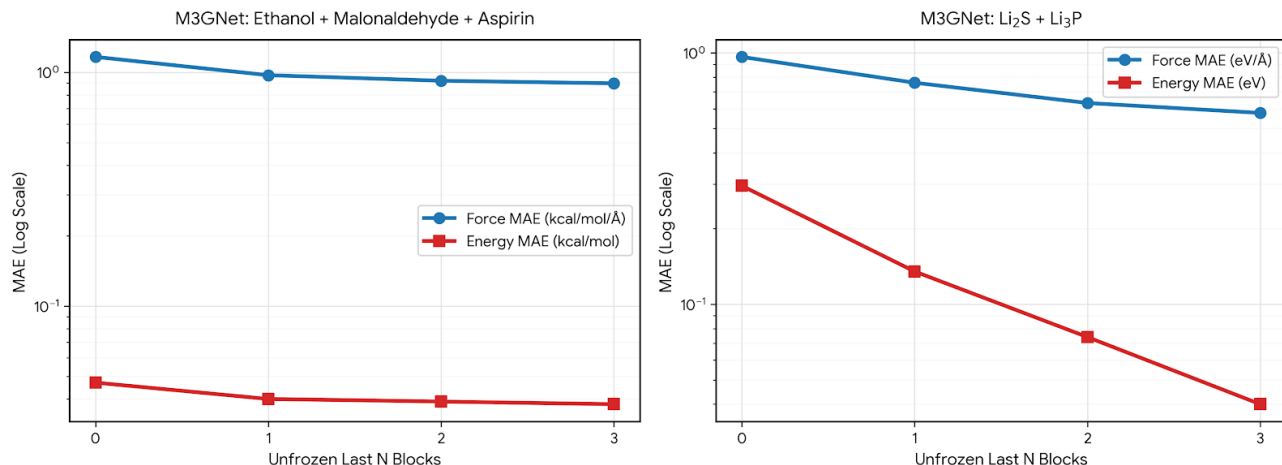 M3GNet: Ethanol + Malonaldehyde + Aspirin
MAE (Log Scale)
10⁰
10⁻¹
Force MAE (kcal/mol/Å)
Energy MAE (kcal/mol)
0 1 2 3
Unfrozen Last N Blocks
M3GNet: Li₂S + Li₃P
MAE (Log Scale)
10⁰
10⁻¹
Force MAE (eV/Å)
Energy MAE (eV)
0 1 2 3
Unfrozen Last N Blocks